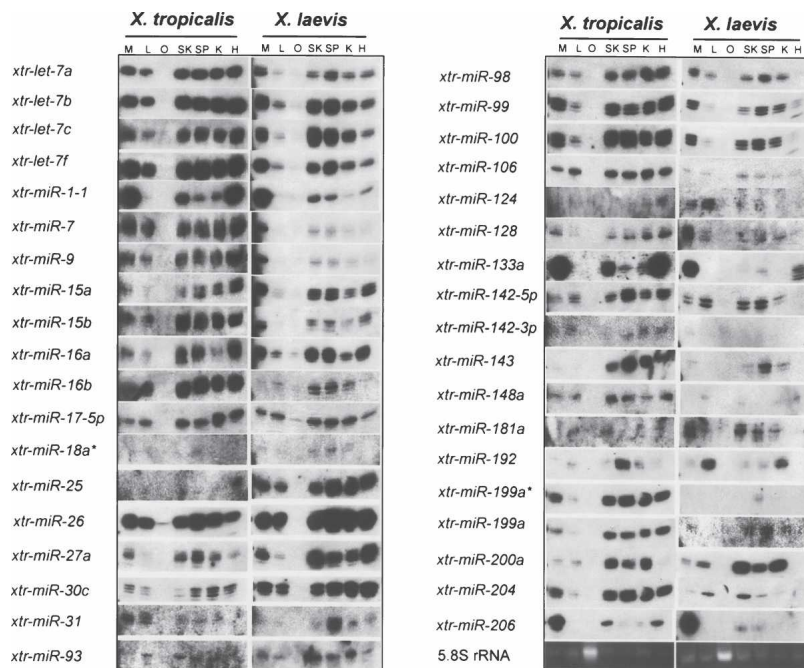 X. tropicalis X. laevis
M L O SK SP K H M L O SK SP K H
xtr-let-7a
xtr-let-7b
xtr-let-7c
xtr-let-7f
xtr-miR-1-1
xtr-miR-7
xtr-miR-9
xtr-miR-15a
xtr-miR-15b
xtr-miR-16a
xtr-miR-16b
xtr-miR-17-5p
xtr-miR-18a*
xtr-miR-25
xtr-miR-26
xtr-miR-27a
xtr-miR-30c
xtr-miR-31
xtr-miR-93
X. tropicalis X. laevis
M L O SK SP K H M L O SK SP K H
xtr-miR-98
xtr-miR-99
xtr-miR-100
xtr-miR-106
xtr-miR-124
xtr-miR-128
xtr-miR-133a
xtr-miR-142-5p
xtr-miR-142-3p
xtr-miR-143
xtr-miR-148a
xtr-miR-181a
xtr-miR-192
xtr-miR-199a*
xtr-miR-199a
xtr-miR-200a
xtr-miR-204
xtr-miR-206
5.8S rRNA